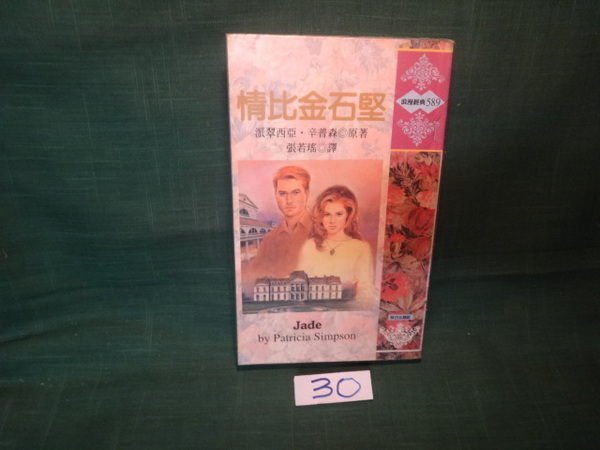 情比金石堅
浪漫經典589
派翠西亞·辛普森◎原著
張若瑤◎譯
Jade
by Patricia Simpson
30